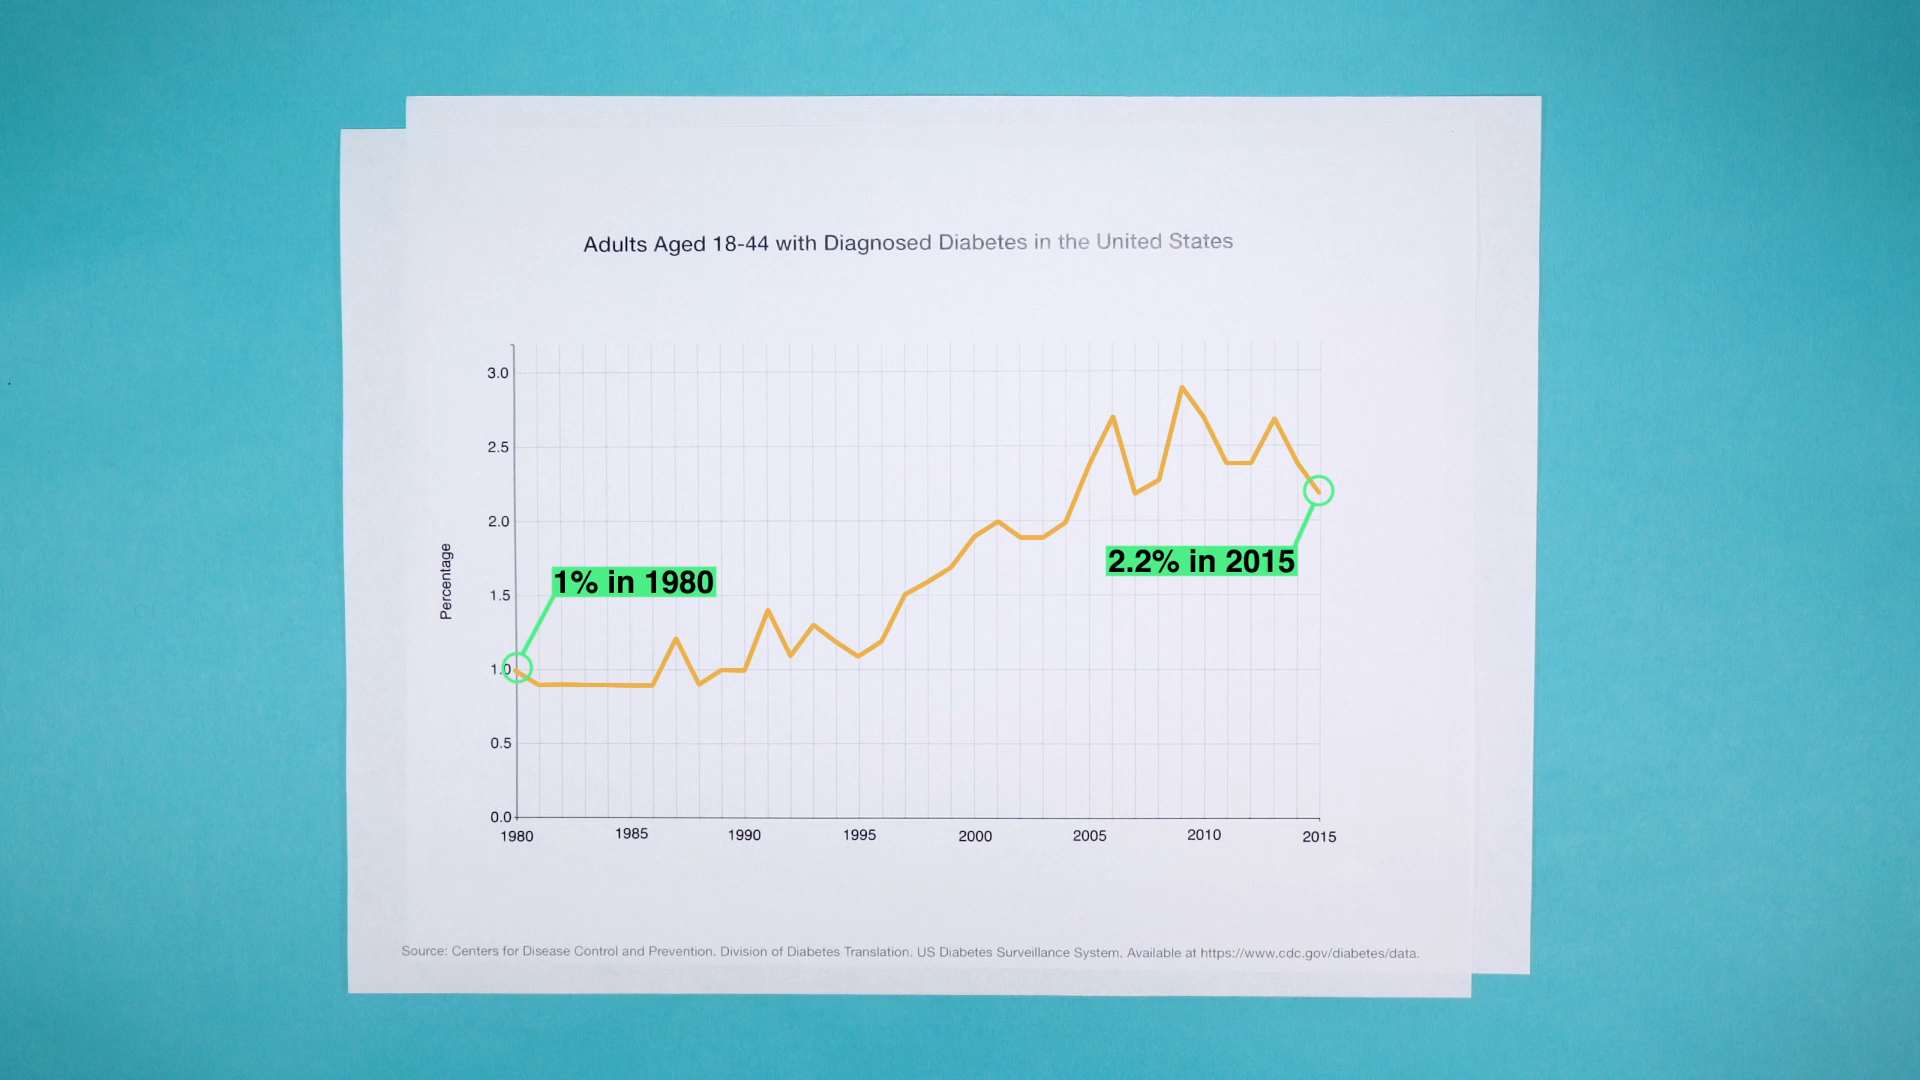 Adults Aged 18-44 with Diagnosed Diabetes in the United States
3.0
2.5
2.0
1.5
1.0
0.5
0.0
Percentage
1% in 1980
2.2% in 2015
1980 1985 1990 1995 2000 2005 2010 2015
Source: Centers for Disease Control and Prevention. Division of Diabetes Translation. US Diabetes Surveillance System. Available at https://www.cdc.gov/diabetes/data.